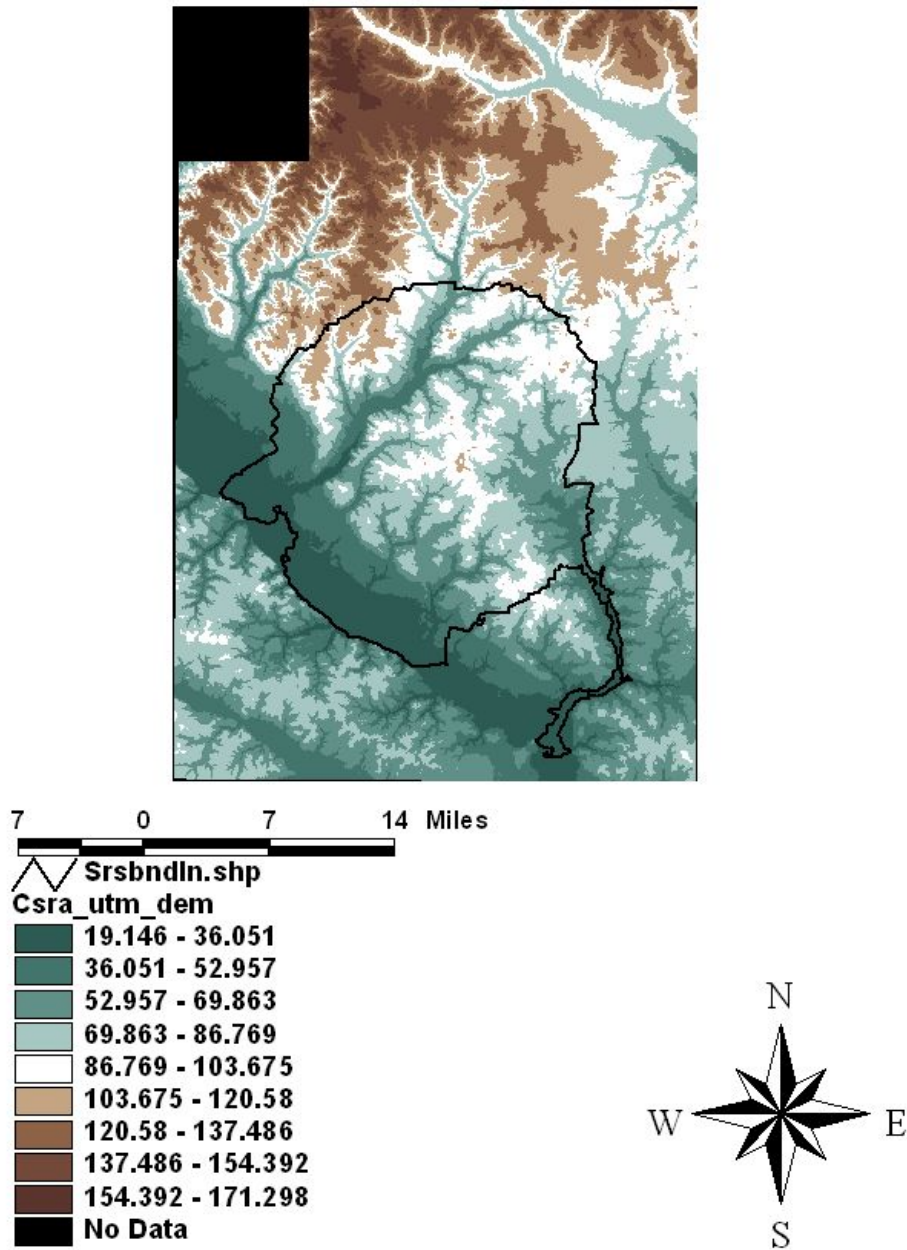 7 0 7 14 Miles
Srsbndln.shp
Csra_utm_dem
19.146 - 36.051
36.051 - 52.957
52.957 - 69.863
69.863 - 86.769
86.769 - 103.675
103.675 - 120.58
120.58 - 137.486
137.486 - 154.392
154.392 - 171.298
No Data
N
W E
S